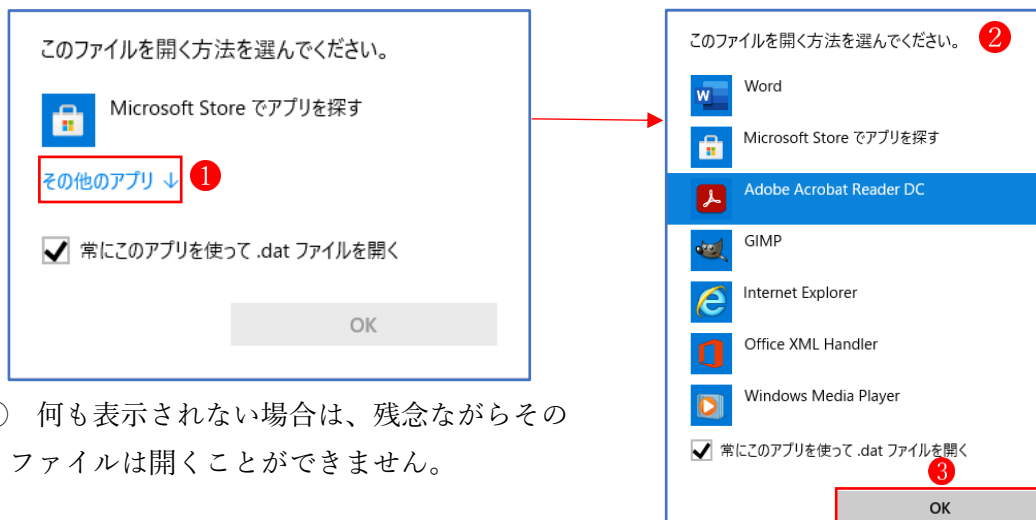 このファイルを開く方法を選んでください。
Microsoft Store でアプリを探す
その他のアプリ ↓ 1
常にこのアプリを使って .dat ファイルを開く
OK
何も表示されない場合は、残念ながらその
ファイルは開くことができません。
このファイルを開く方法を選んでください。 2
Word
Microsoft Store でアプリを探す
Adobe Acrobat Reader DC
GIMP
Internet Explorer
Office XML Handler
Windows Media Player
常にこのアプリを使って .dat ファイルを開く
3
OK